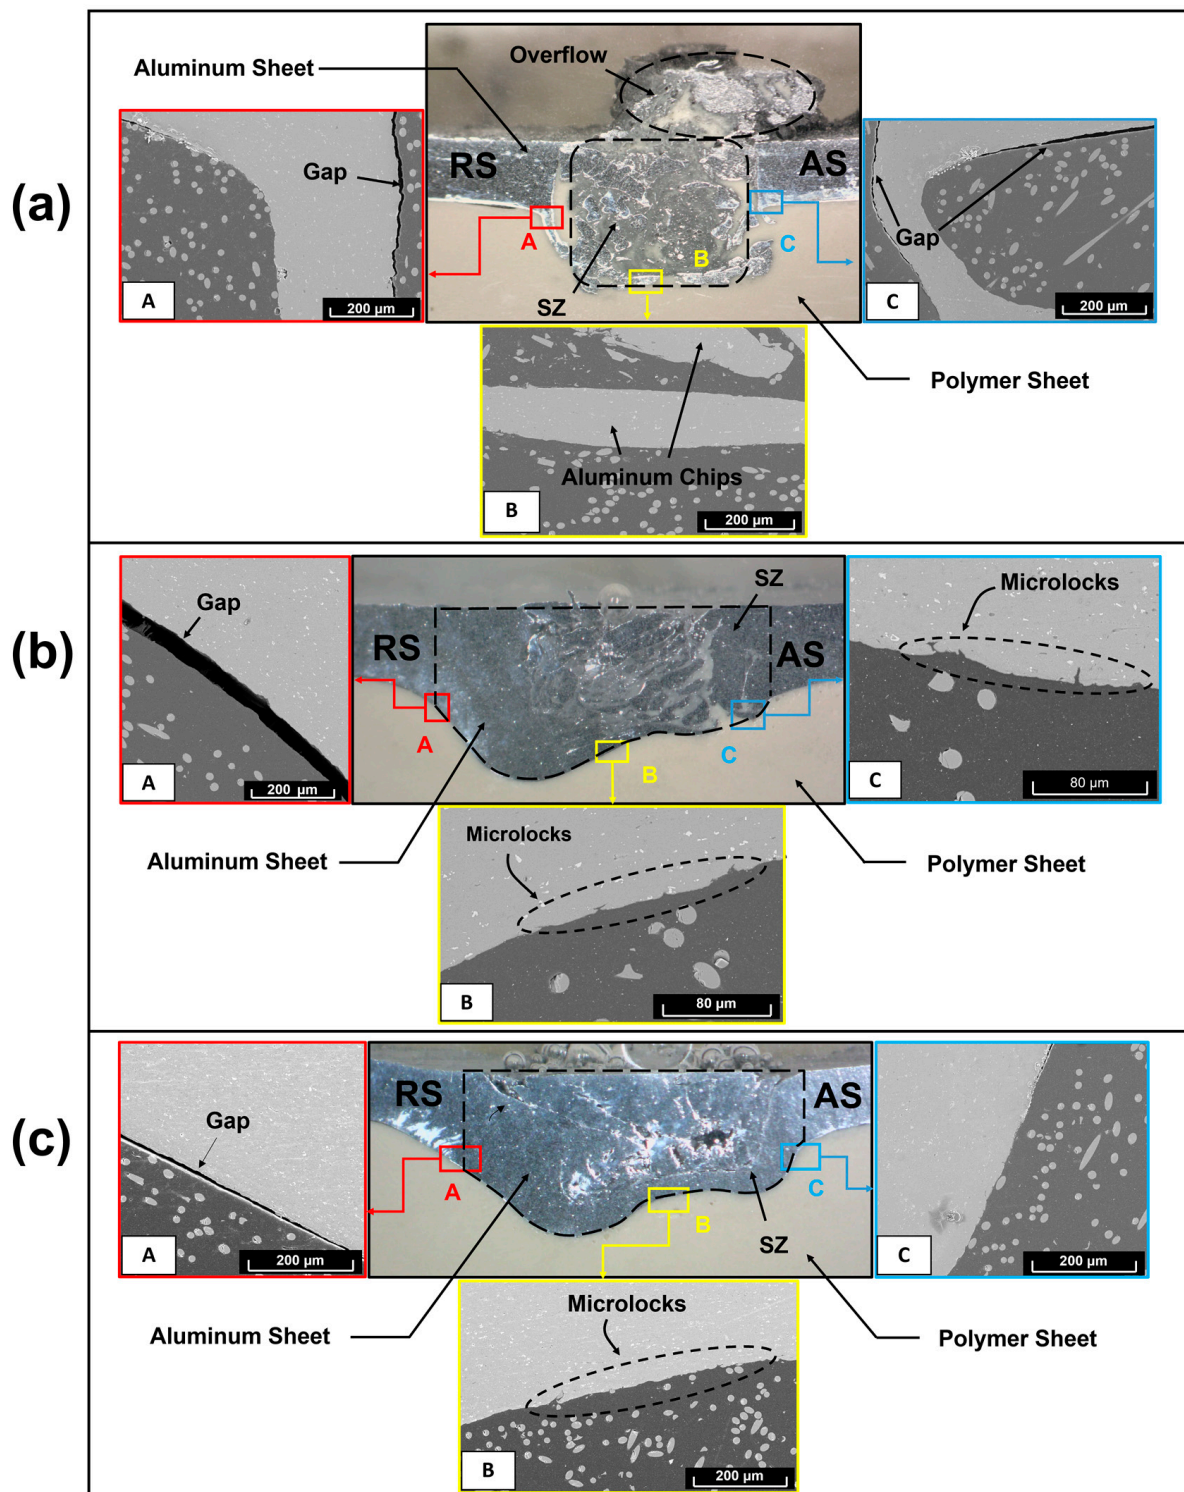 (a)
Aluminum Sheet
Overflow
RS
AS
Gap
A
200 µm
A
B
C
SZ
Gap
C
200 µm
Polymer Sheet
Aluminum Chips
B
200 µm
(b)
Gap
A
200 µm
SZ
RS
AS
A
B
C
Microlocks
C
80 µm
Aluminum Sheet
Polymer Sheet
Microlocks
B
80 µm
(c)
Gap
A
200 µm
RS
AS
A
B
C
SZ
C
200 µm
Aluminum Sheet
Polymer Sheet
Microlocks
B
200 µm